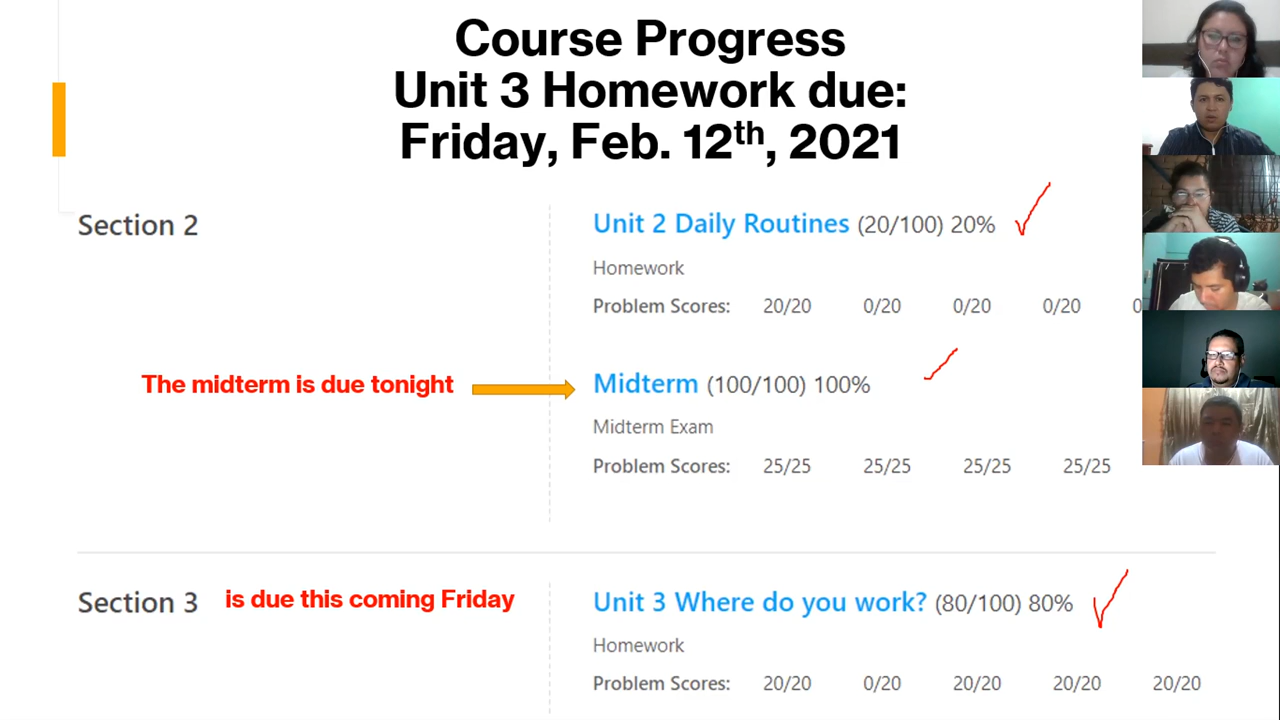 Course Progress
Unit 3 Homework due:
Friday, Feb. 12th, 2021
Section 2
Unit 2 Daily Routines (20/100) 20%
Homework
Problem Scores: 20/20 0/20 0/20 0/20 0
The midterm is due tonight
Midterm (100/100) 100%
Midterm Exam
Problem Scores: 25/25 25/25 25/25 25/25
Section 3 is due this coming Friday
Unit 3 Where do you work? (80/100) 80%
Homework
Problem Scores: 20/20 0/20 20/20 20/20 20/20